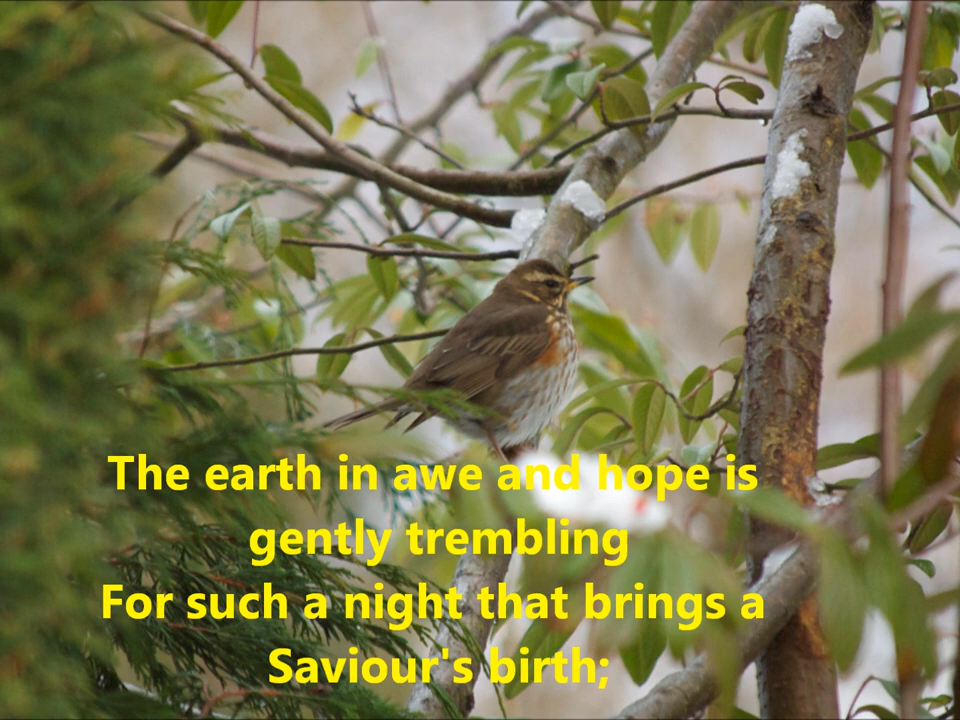 The earth in awe and hope is
gently trembling
For such a night that brings a
Saviour's birth;